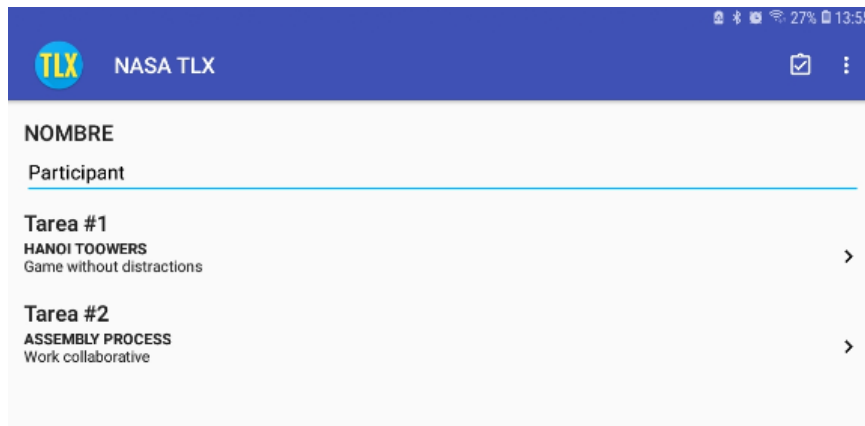 27% 13:55
TLX NASA TLX
NOMBRE
Participant
Tarea #1
HANOI TOOWERS
Game without distractions
Tarea #2
ASSEMBLY PROCESS
Work collaborative